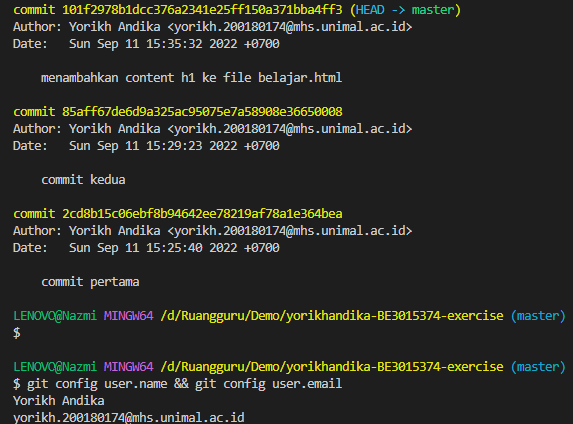 commit 101f2978b1dcc376a2341e25ff150a371bba4ff3 (HEAD -> master)
Author: Yorikh Andika <yorikh.200180174@mhs.unimal.ac.id>
Date:   Sun Sep 11 15:35:32 2022 +0700
menambahkan content h1 ke file belajar.html
commit 85aff67de6d9a325ac95075e7a58908e36650008
Author: Yorikh Andika <yorikh.200180174@mhs.unimal.ac.id>
Date:   Sun Sep 11 15:29:23 2022 +0700
commit kedua
commit 2cd8b15c06ebf8b94642ee78219af78a1e364bea
Author: Yorikh Andika <yorikh.200180174@mhs.unimal.ac.id>
Date:   Sun Sep 11 15:25:40 2022 +0700
commit pertama
LENOVO@Nazmi MINGW64 /d/Ruangguru/Demo/yorikhandika-BE3015374-exercise (master)
$
LENOVO@Nazmi MINGW64 /d/Ruangguru/Demo/yorikhandika-BE3015374-exercise (master)
$ git config user.name && git config user.email
Yorikh Andika
yorikh.200180174@mhs.unimal.ac.id